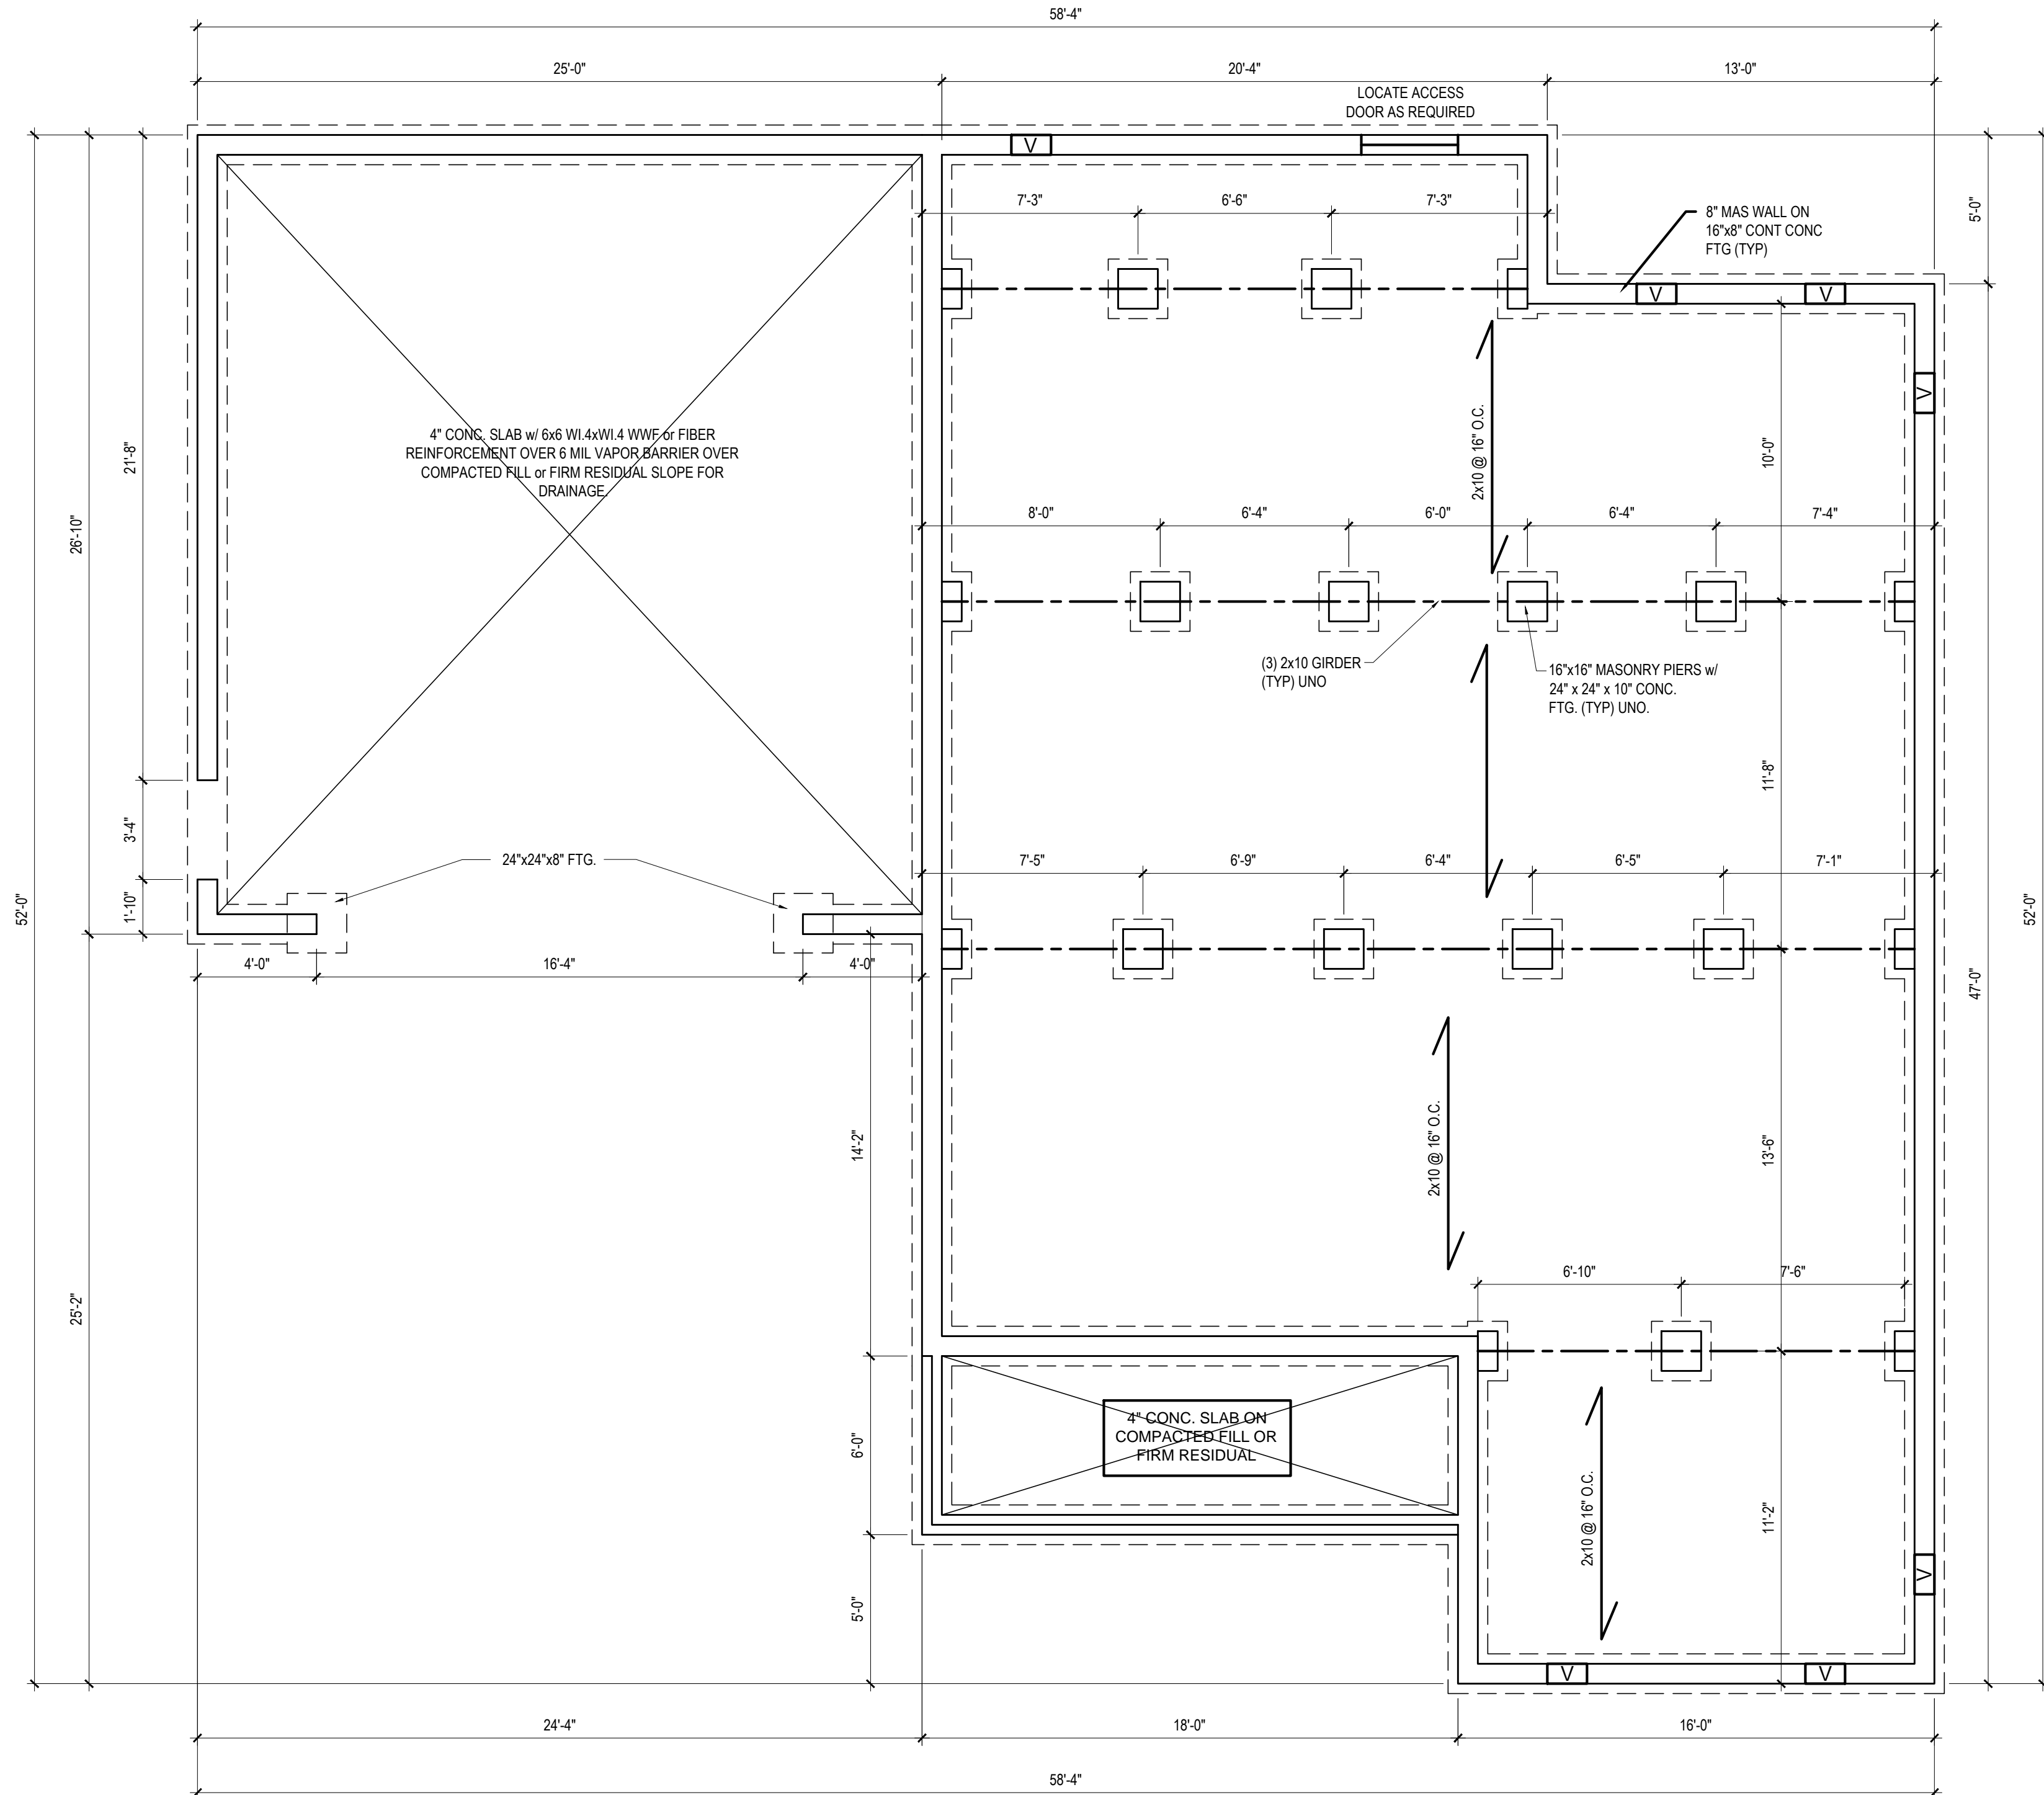 58'-4"
25'-0"
20'-4"
13'-0"
LOCATE ACCESS
DOOR AS REQUIRED
V
7'-3"
6'-6"
7'-3"
8" MAS WALL ON
16"x8" CONT CONC
FTG (TYP)
5'-0"
V
V
V
4" CONC. SLAB w/ 6x6 WI.4xWI.4 WWF or FIBER
REINFORCEMENT OVER 6 MIL VAPOR BARRIER OVER
COMPACTED FILL or FIRM RESIDUAL SLOPE FOR
DRAINAGE.
21'-8"
26'-10"
2x10 @ 16" O.C.
10'-0"
8'-0"
6'-4"
6'-0"
6'-4"
7'-4"
(3) 2x10 GIRDER
(TYP) UNO
16"x16" MASONRY PIERS w/
24" x 24" x 10" CONC.
FTG. (TYP) UNO.
11'-8"
3'-4"
24"x24"x8" FTG.
7'-5"
6'-9"
6'-4"
6'-5"
7'-1"
52'-0"
1'-10"
52'-0"
4'-0"
16'-4"
4'-0"
47'-0"
14'-2"
2x10 @ 16" O.C.
13'-6"
25'-2"
6'-10"
7'-6"
4" CONC. SLAB ON
COMPACTED FILL OR
FIRM RESIDUAL
6'-0"
2x10 @ 16" O.C.
11'-2"
V
5'-0"
V
V
24'-4"
18'-0"
16'-0"
58'-4"